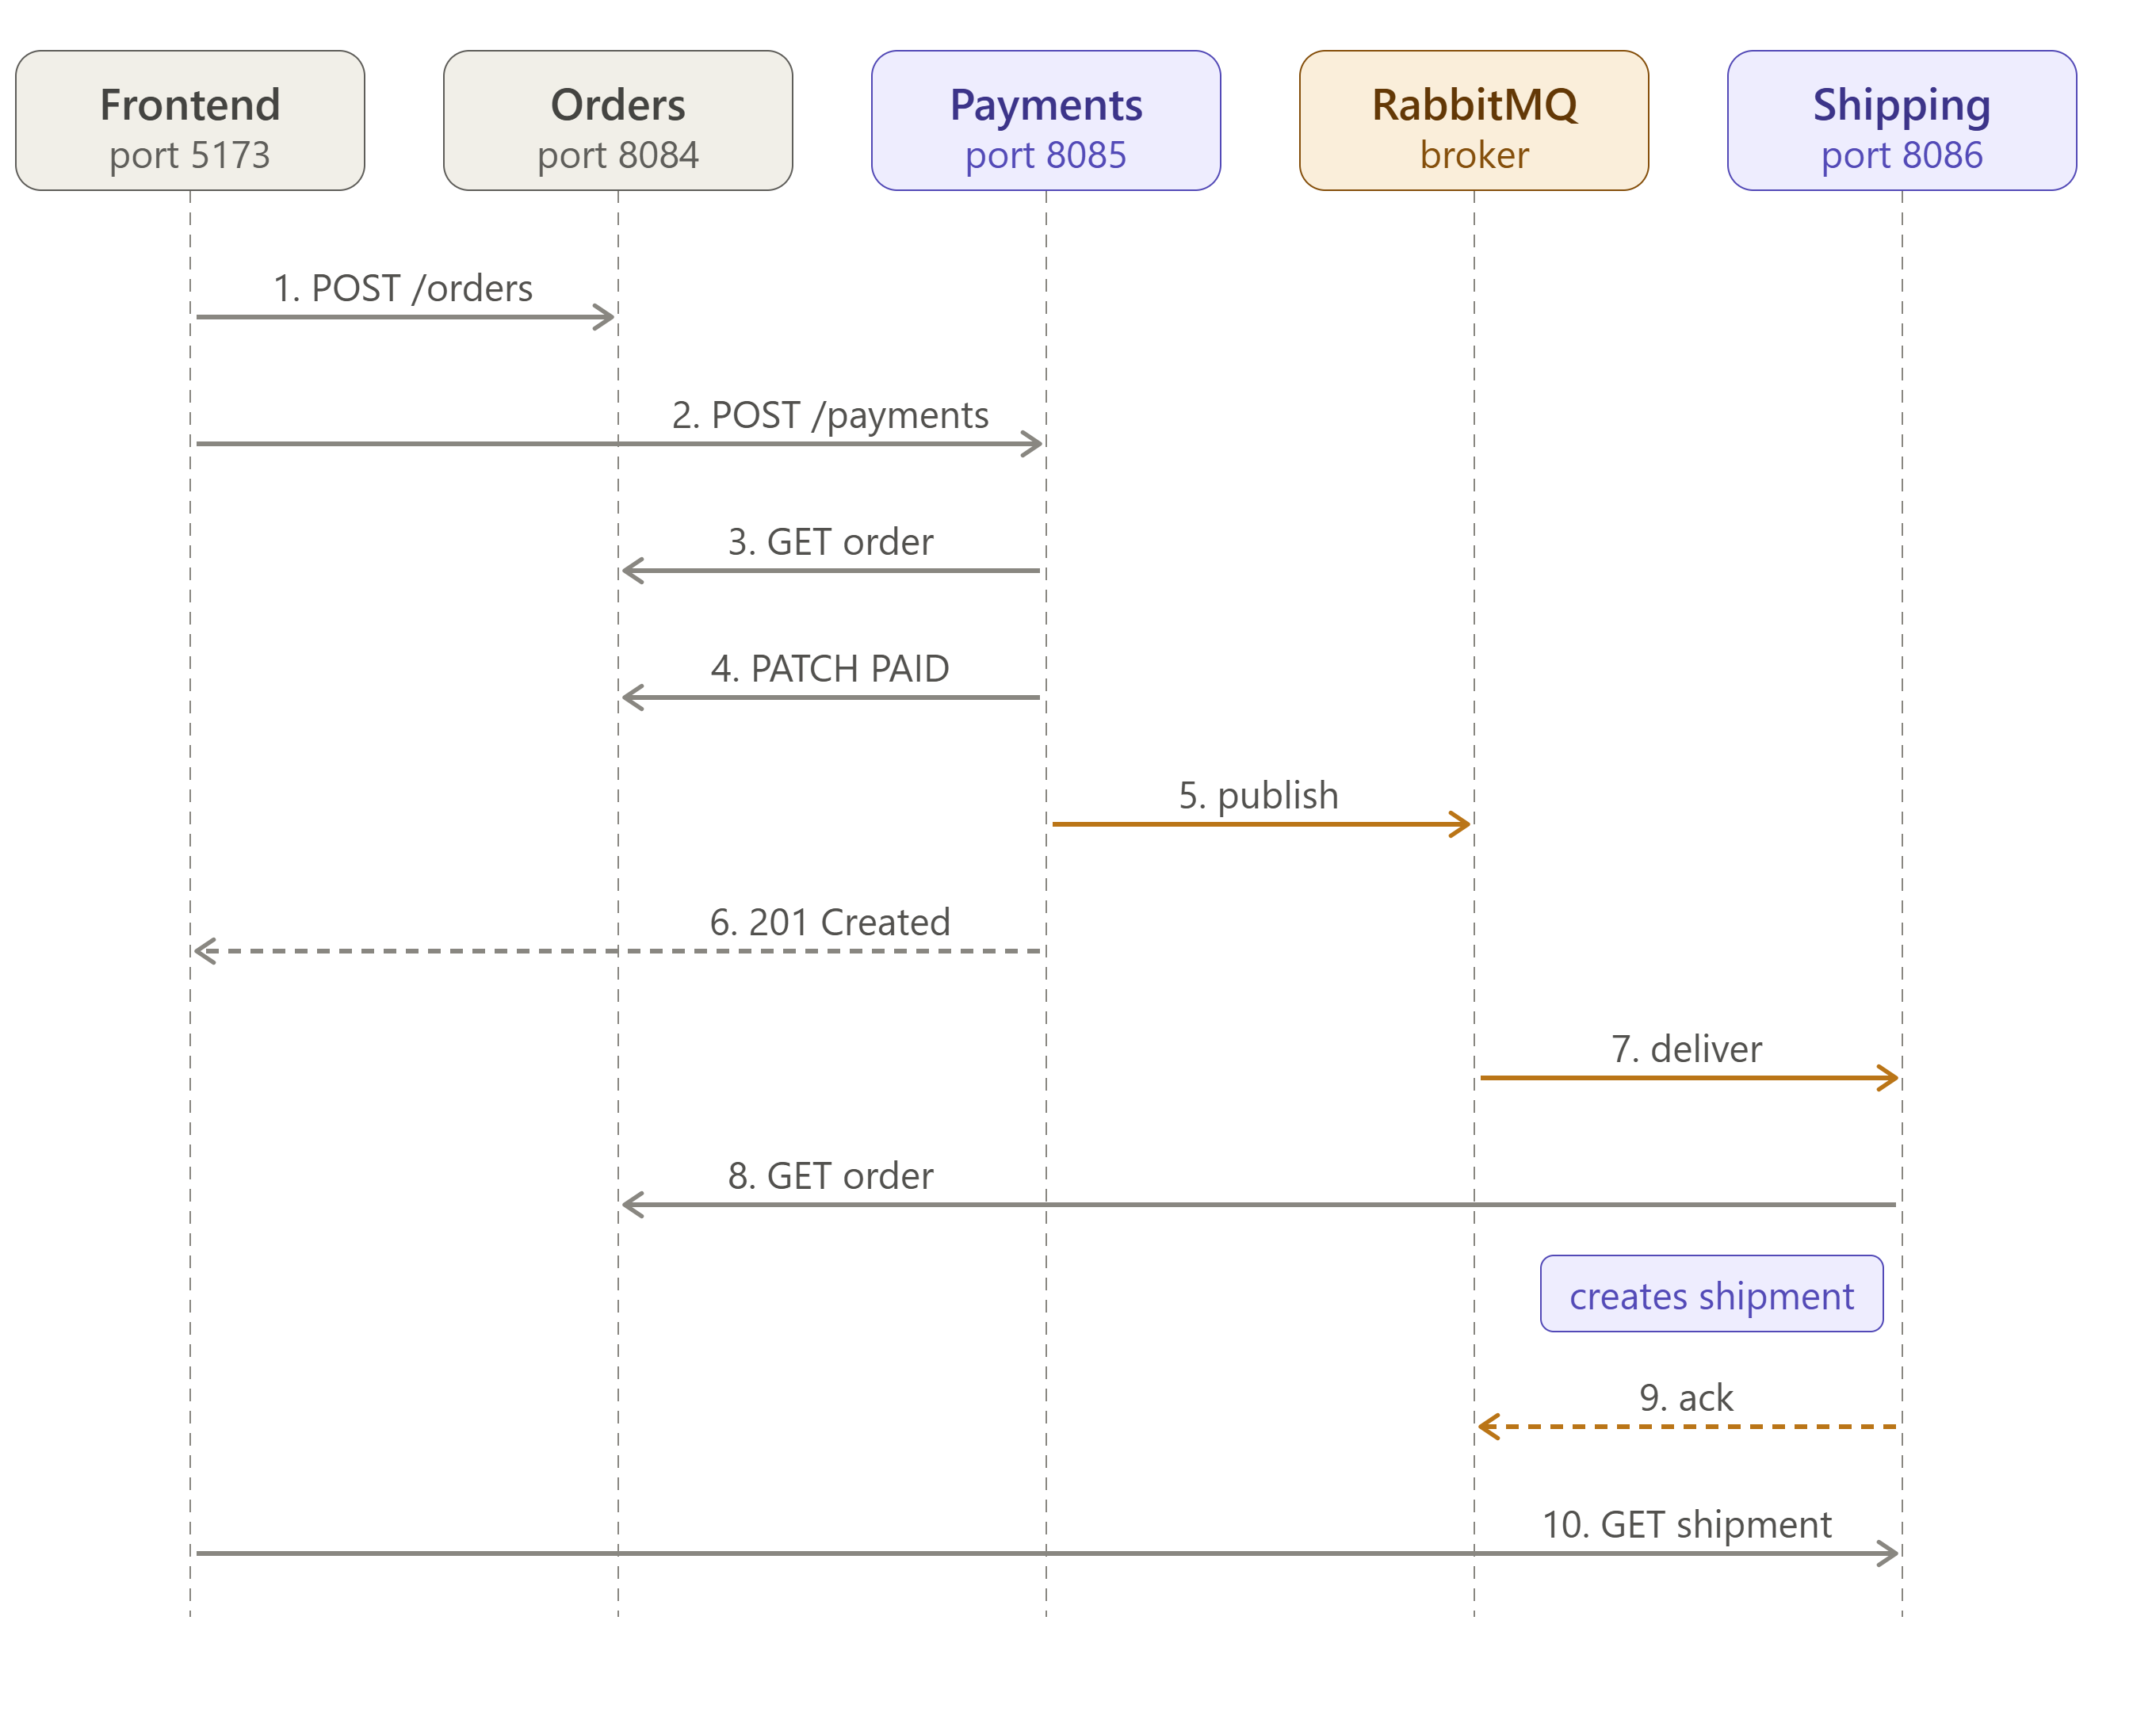 Frontend
port 5173
Orders
port 8084
Payments
port 8085
RabbitMQ
broker
Shipping
port 8086
1. POST /orders
2. POST /payments
3. GET order
4. PATCH PAID
5. publish
6. 201 Created
7. deliver
8. GET order
creates shipment
9. ack
10. GET shipment